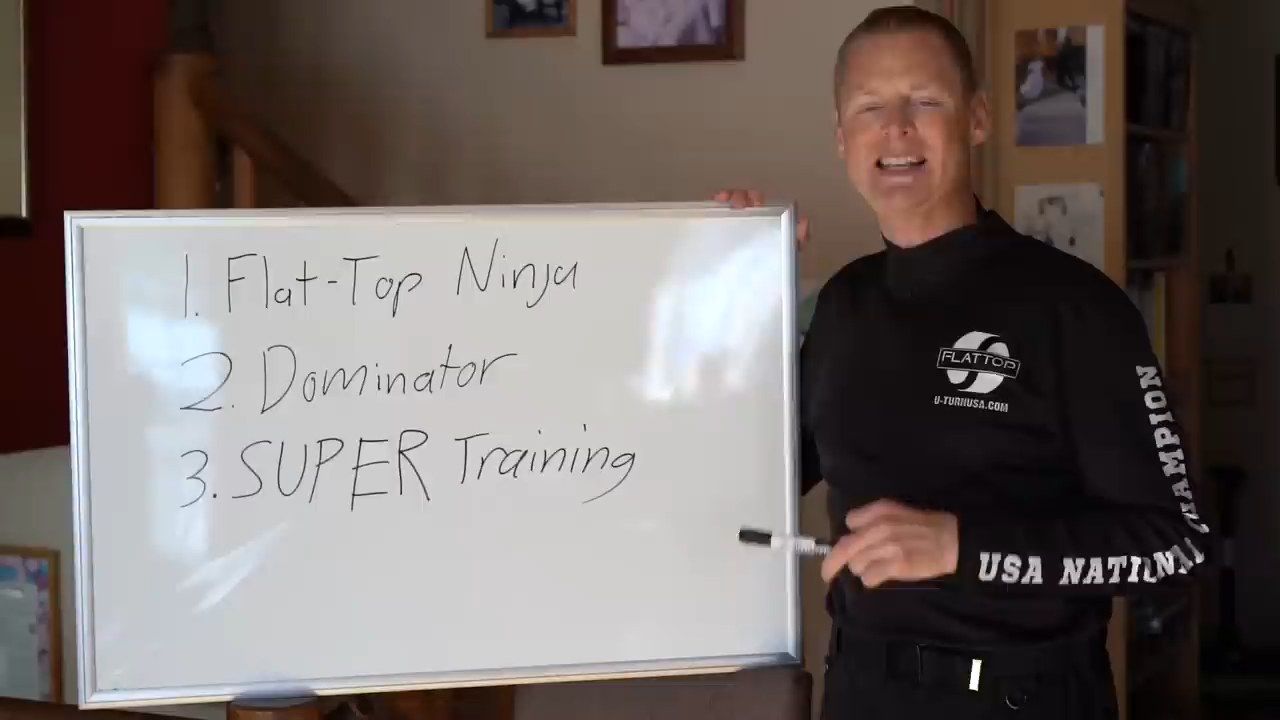 1. Flat-Top Ninja
2. Dominator
3. SUPER Training
FLATTOP
U-TURNUSA.COM
USA NATIONAL CHAMPION